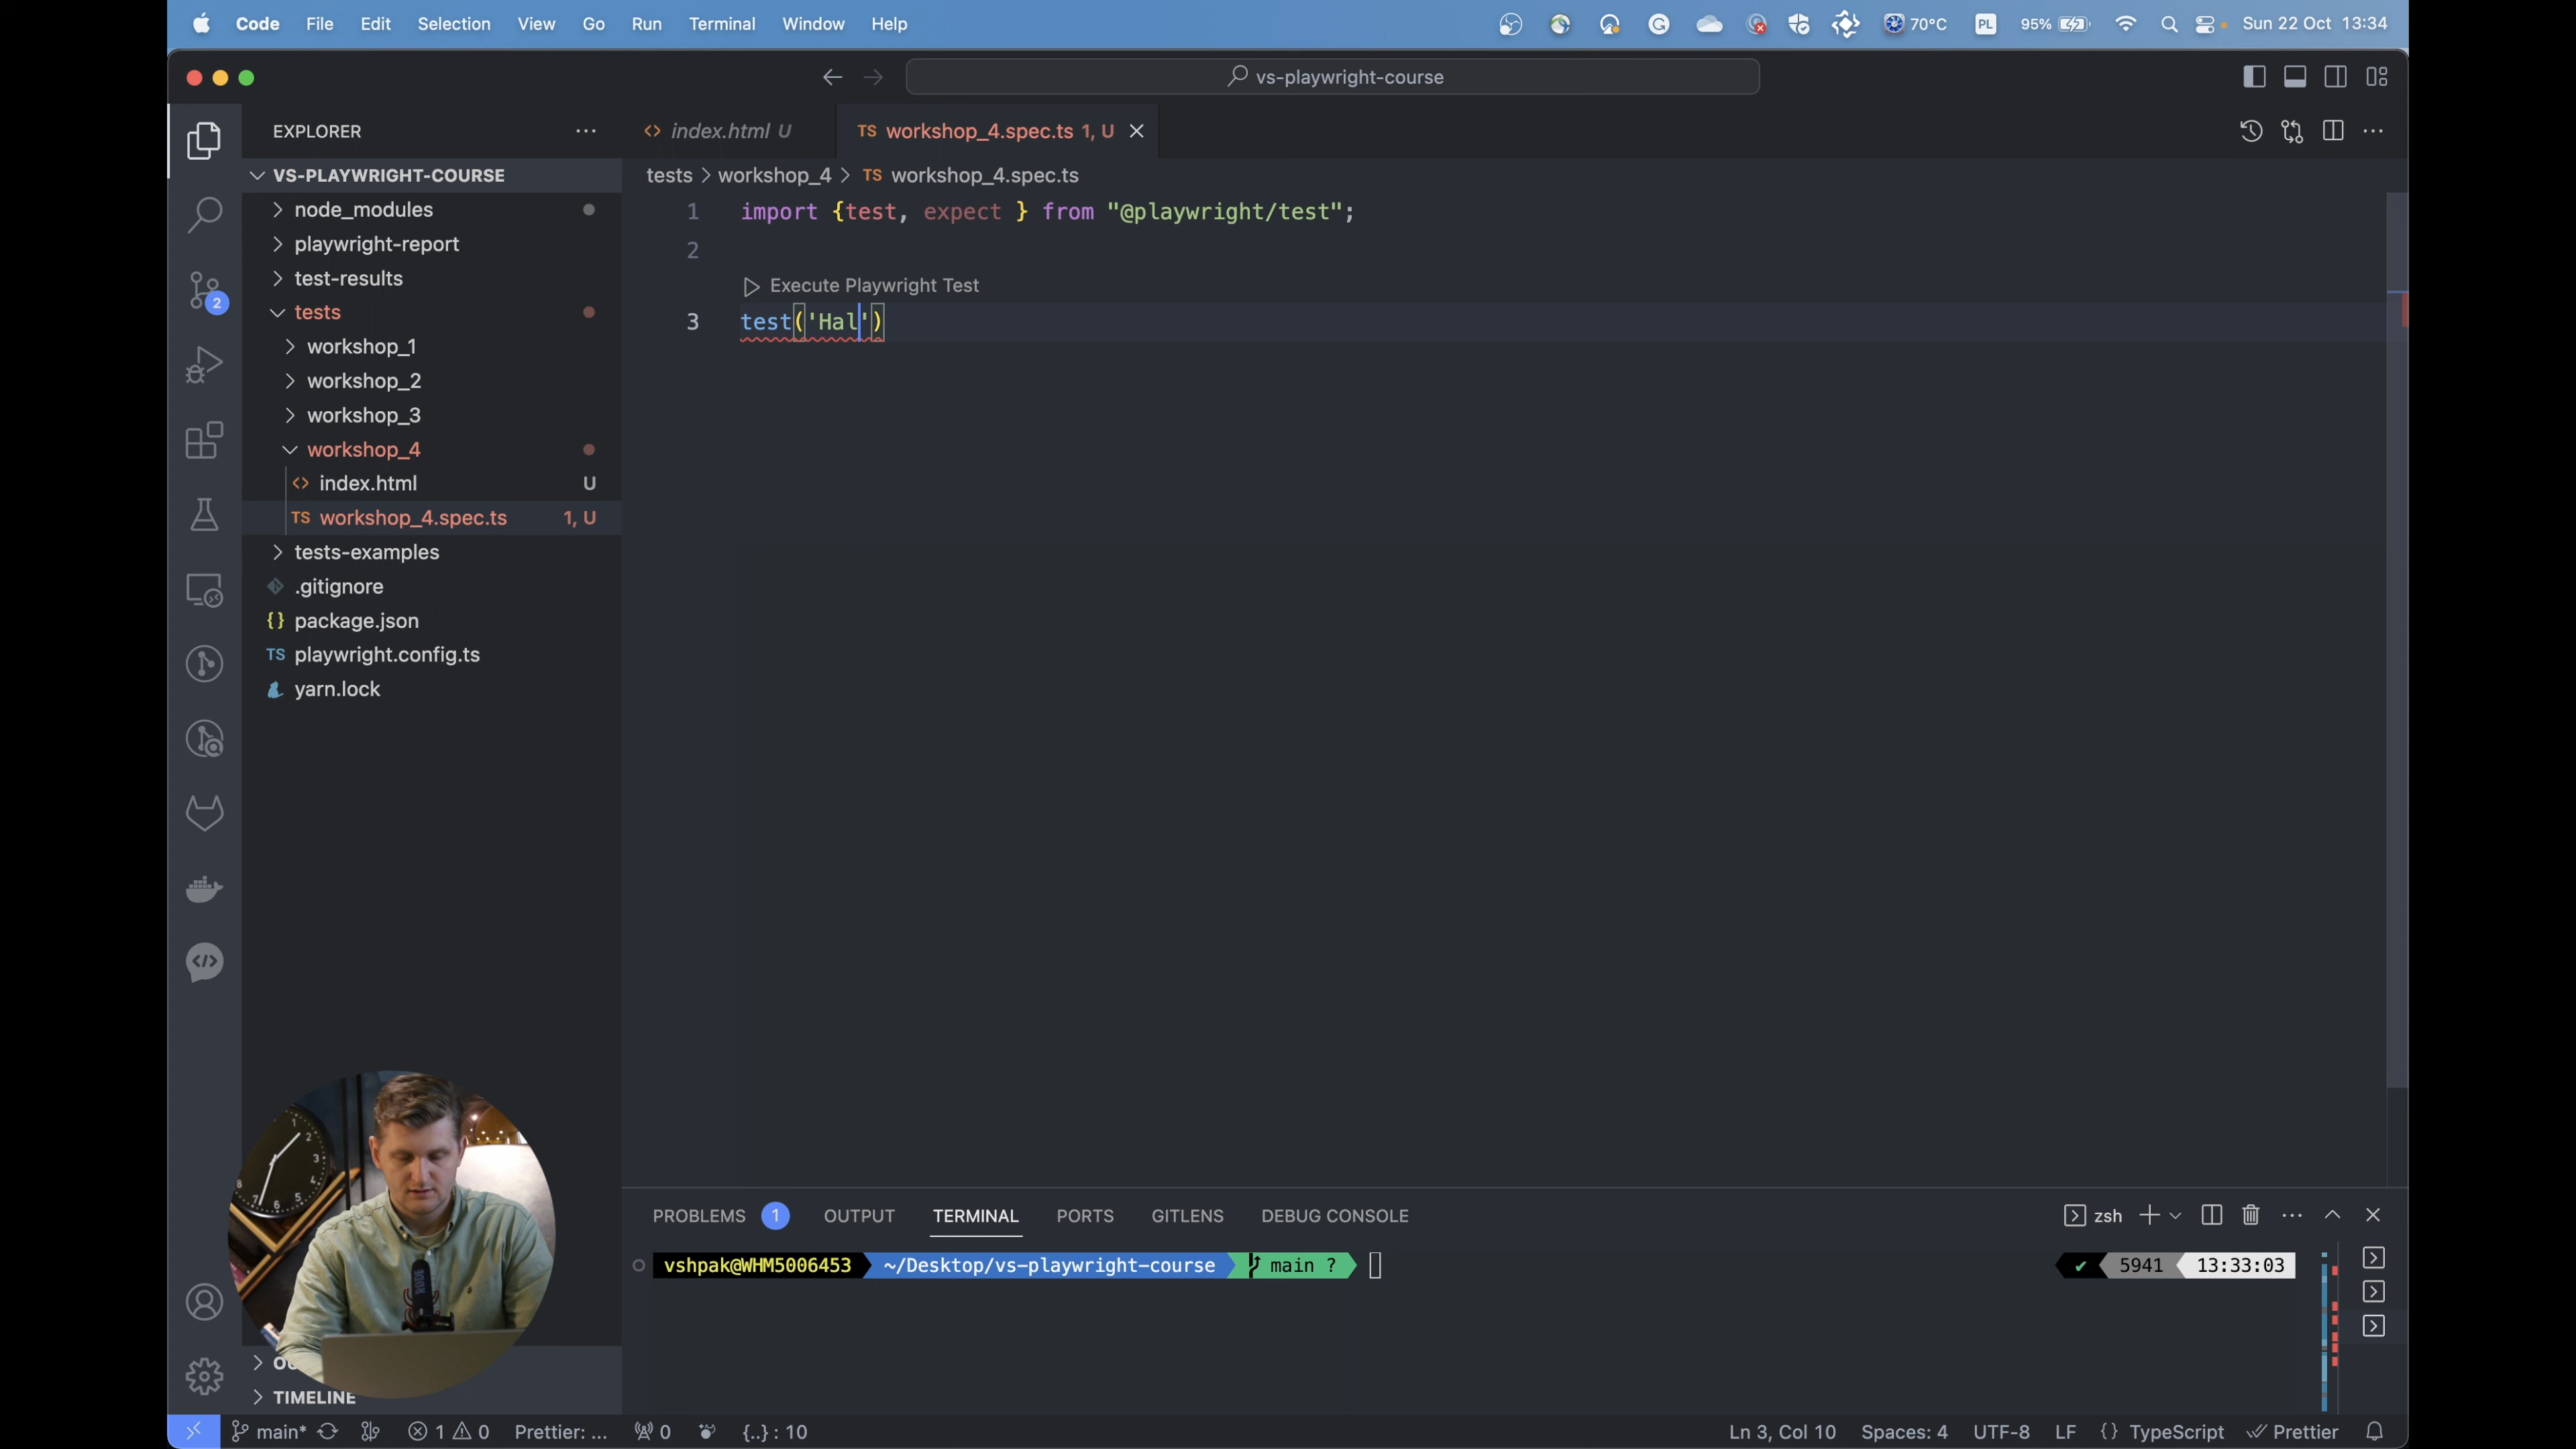 Code File Edit Selection View Go Run Terminal Window Help 70°C PL 95% Sun 22 Oct 13:34
vs-playwright-course
EXPLORER
index.html U
TS workshop_4.spec.ts 1, U
VS-PLAYWRIGHT-COURSE
node_modules
playwright-report
test-results
tests
workshop_1
workshop_2
workshop_3
workshop_4
<> index.html U
TS workshop_4.spec.ts 1, U
tests-examples
.gitignore
{} package.json
TS playwright.config.ts
yarn.lock
2
tests > workshop_4 > TS workshop_4.spec.ts
1 import {test, expect } from "@playwright/test";
2
Execute Playwright Test
3 test('Hal')
TIMELINE
PROBLEMS 1 OUTPUT TERMINAL PORTS GITLENS DEBUG CONSOLE zsh
vshpak@WHM5006453 ~/Desktop/vs-playwright-course main ? ✔ 5941 13:33:03
main* 1 0 Prettier: ... 0 {..} : 10 Ln 3, Col 10 Spaces: 4 UTF-8 LF {} TypeScript Prettier